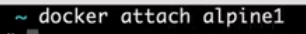 ~ docker attach alpine1